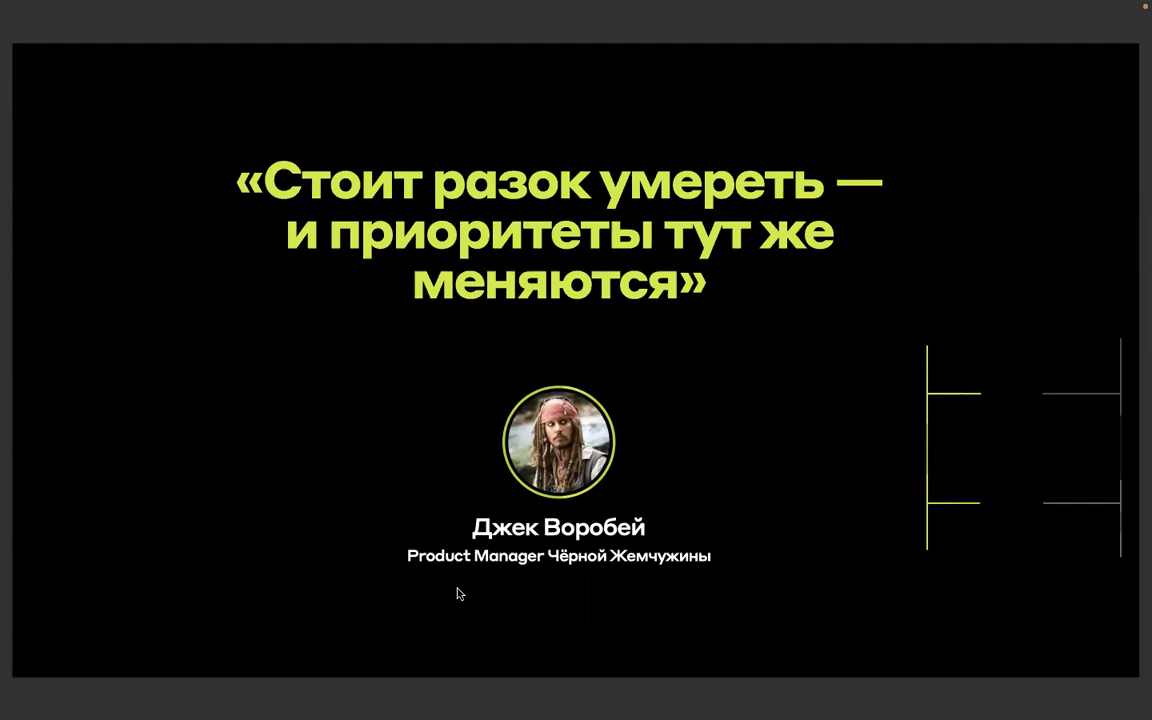 «Стоит разок умереть —
и приоритеты тут же
меняются»
Джек Воробей
Product Manager Чёрной Жемчужины